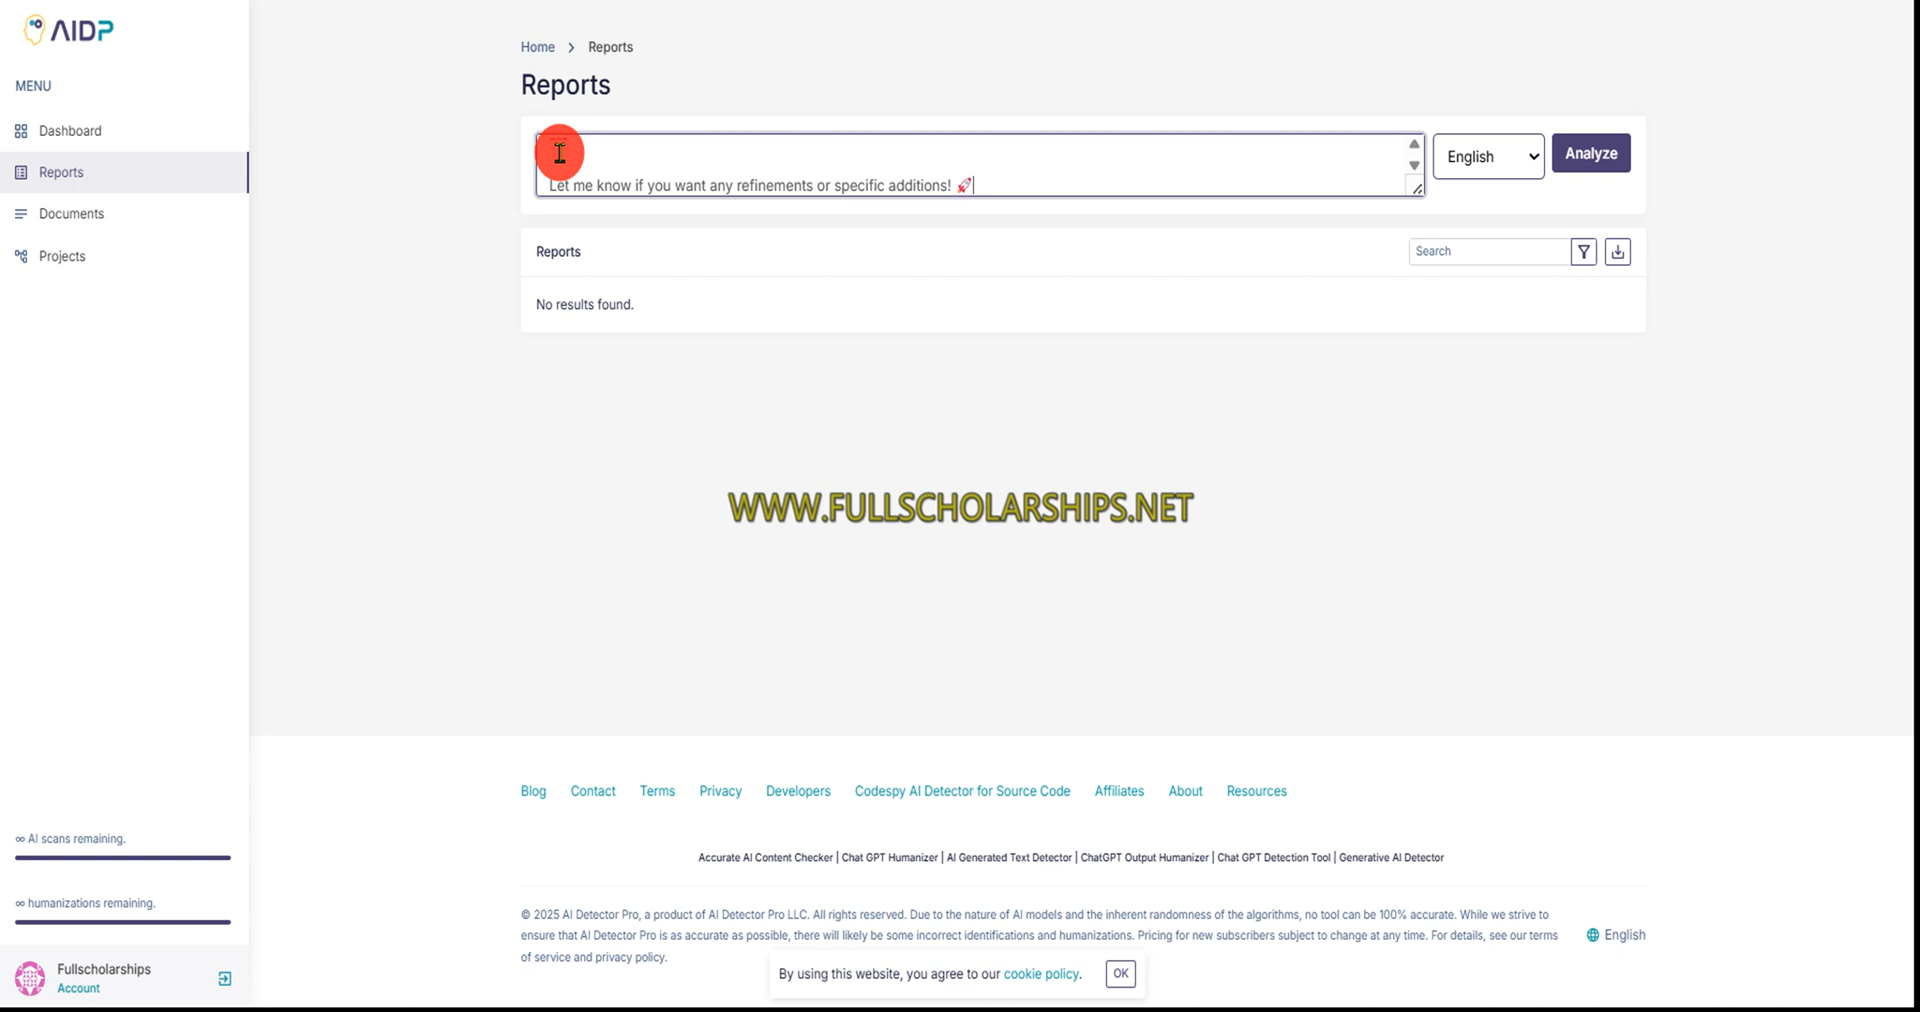 AIDP
MENU
Dashboard
Reports
Documents
Projects
∞ AI scans remaining.
∞ humanizations remaining.
Fullscholarships
Account
Home > Reports
Reports
Let me know if you want any refinements or specific additions! 🚀
English
Analyze
Reports
Search
No results found.
WWW.FULLSCHOLARSHIPS.NET
Blog Contact Terms Privacy Developers Codespy AI Detector for Source Code Affiliates About Resources
Accurate AI Content Checker | Chat GPT Humanizer | AI Generated Text Detector | ChatGPT Output Humanizer | Chat GPT Detection Tool | Generative AI Detector
© 2025 AI Detector Pro, a product of AI Detector Pro LLC. All rights reserved. Due to the nature of AI models and the inherent randomness of the algorithms, no tool can be 100% accurate. While we strive to
ensure that AI Detector Pro is as accurate as possible, there will likely be some incorrect identifications and humanizations. Pricing for new subscribers subject to change at any time. For details, see our terms
of service and privacy policy.
English
By using this website, you agree to our cookie policy.
OK